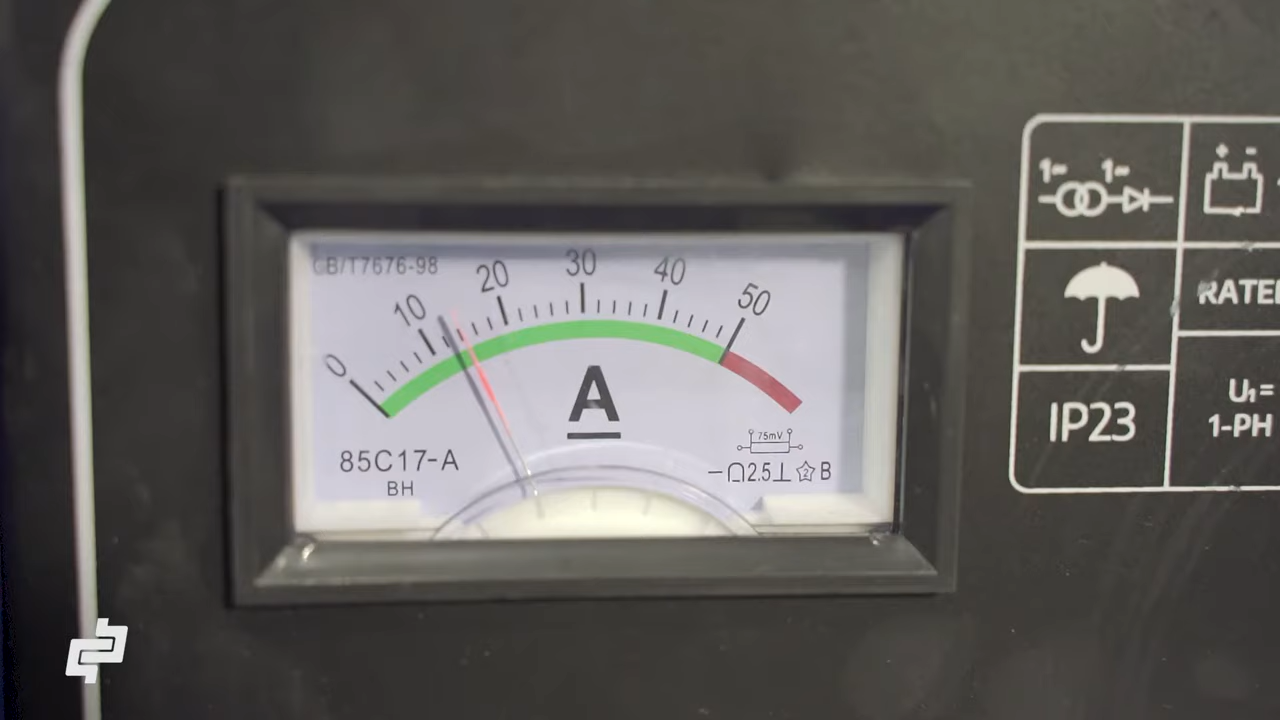 GB/T7676-98
0 10 20 30 40 50
A
85C17-A
BH
75mV
2.5 2 B
1~ 1~
+ -
RATE
IP23
U₁=
1-PH